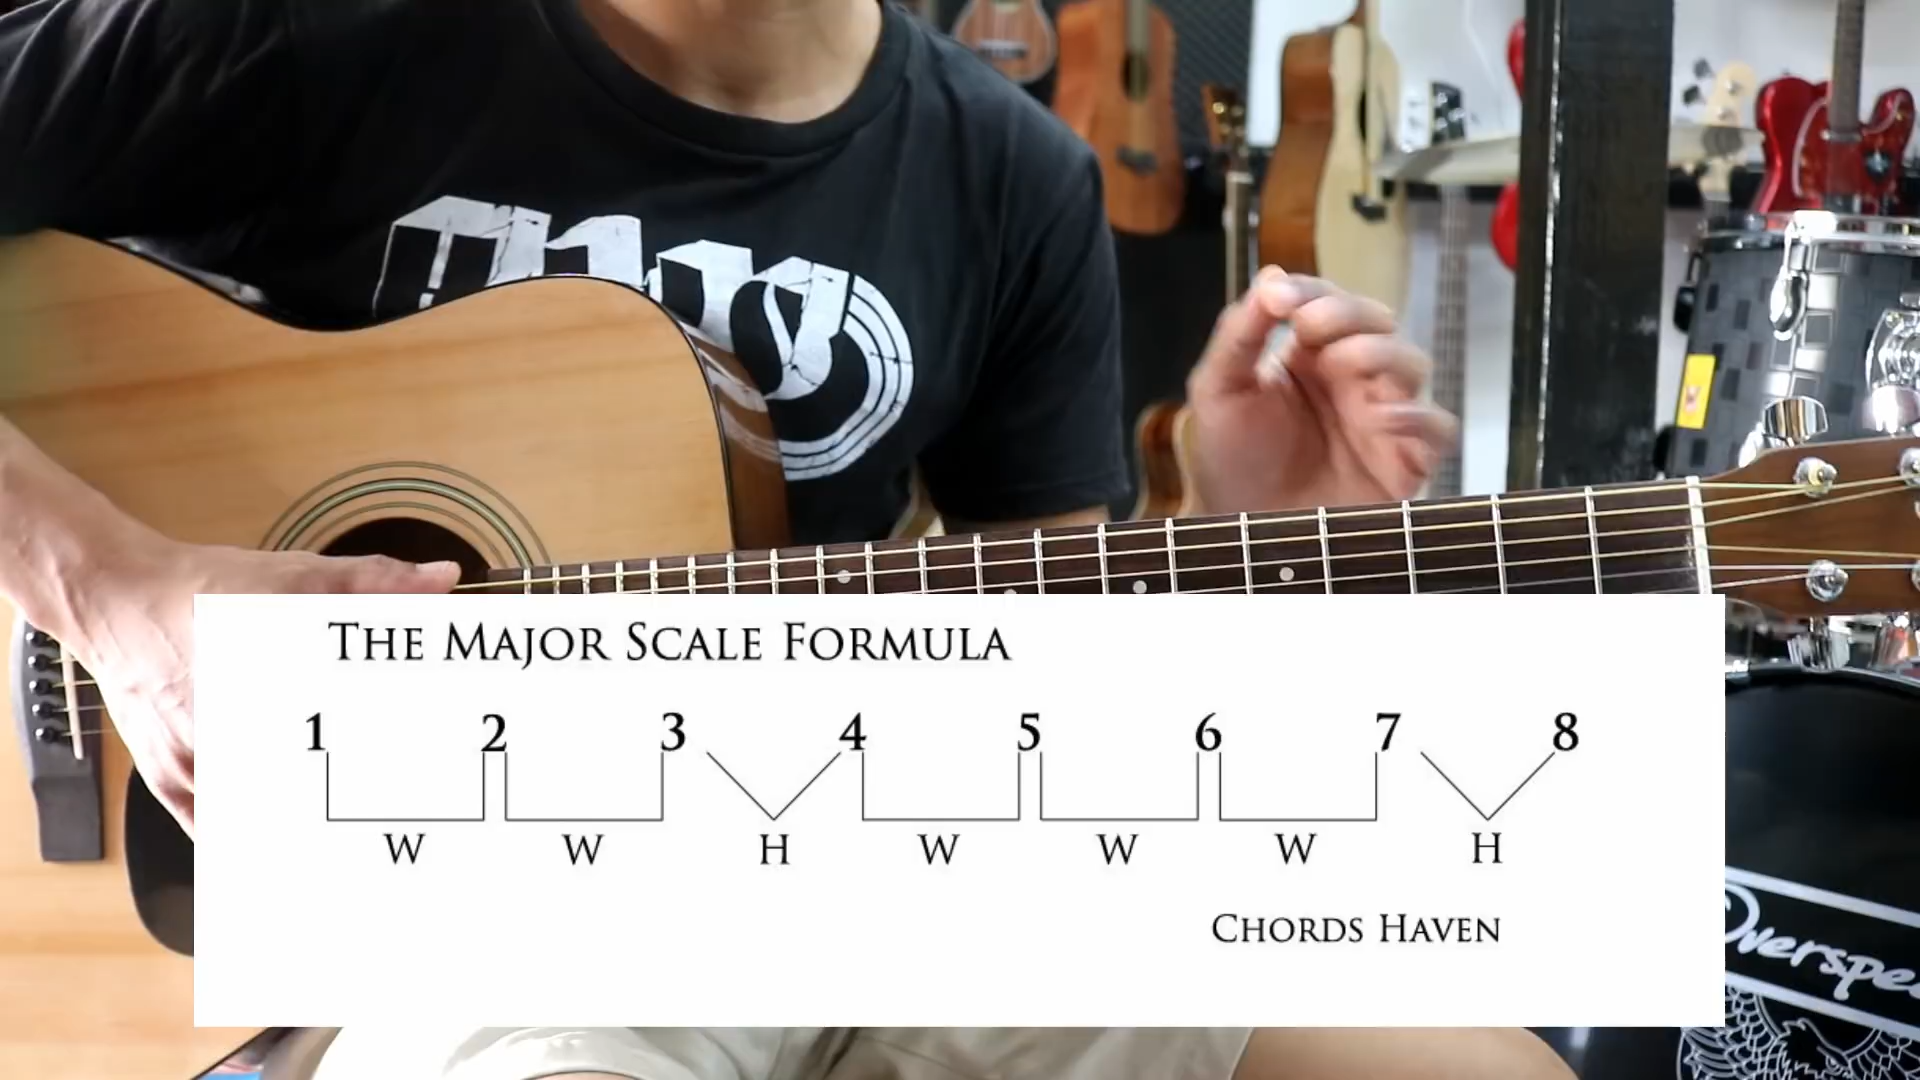 THE MAJOR SCALE FORMULA
1 2 3 4 5 6 7 8
W W H W W W H
CHORDS HAVEN